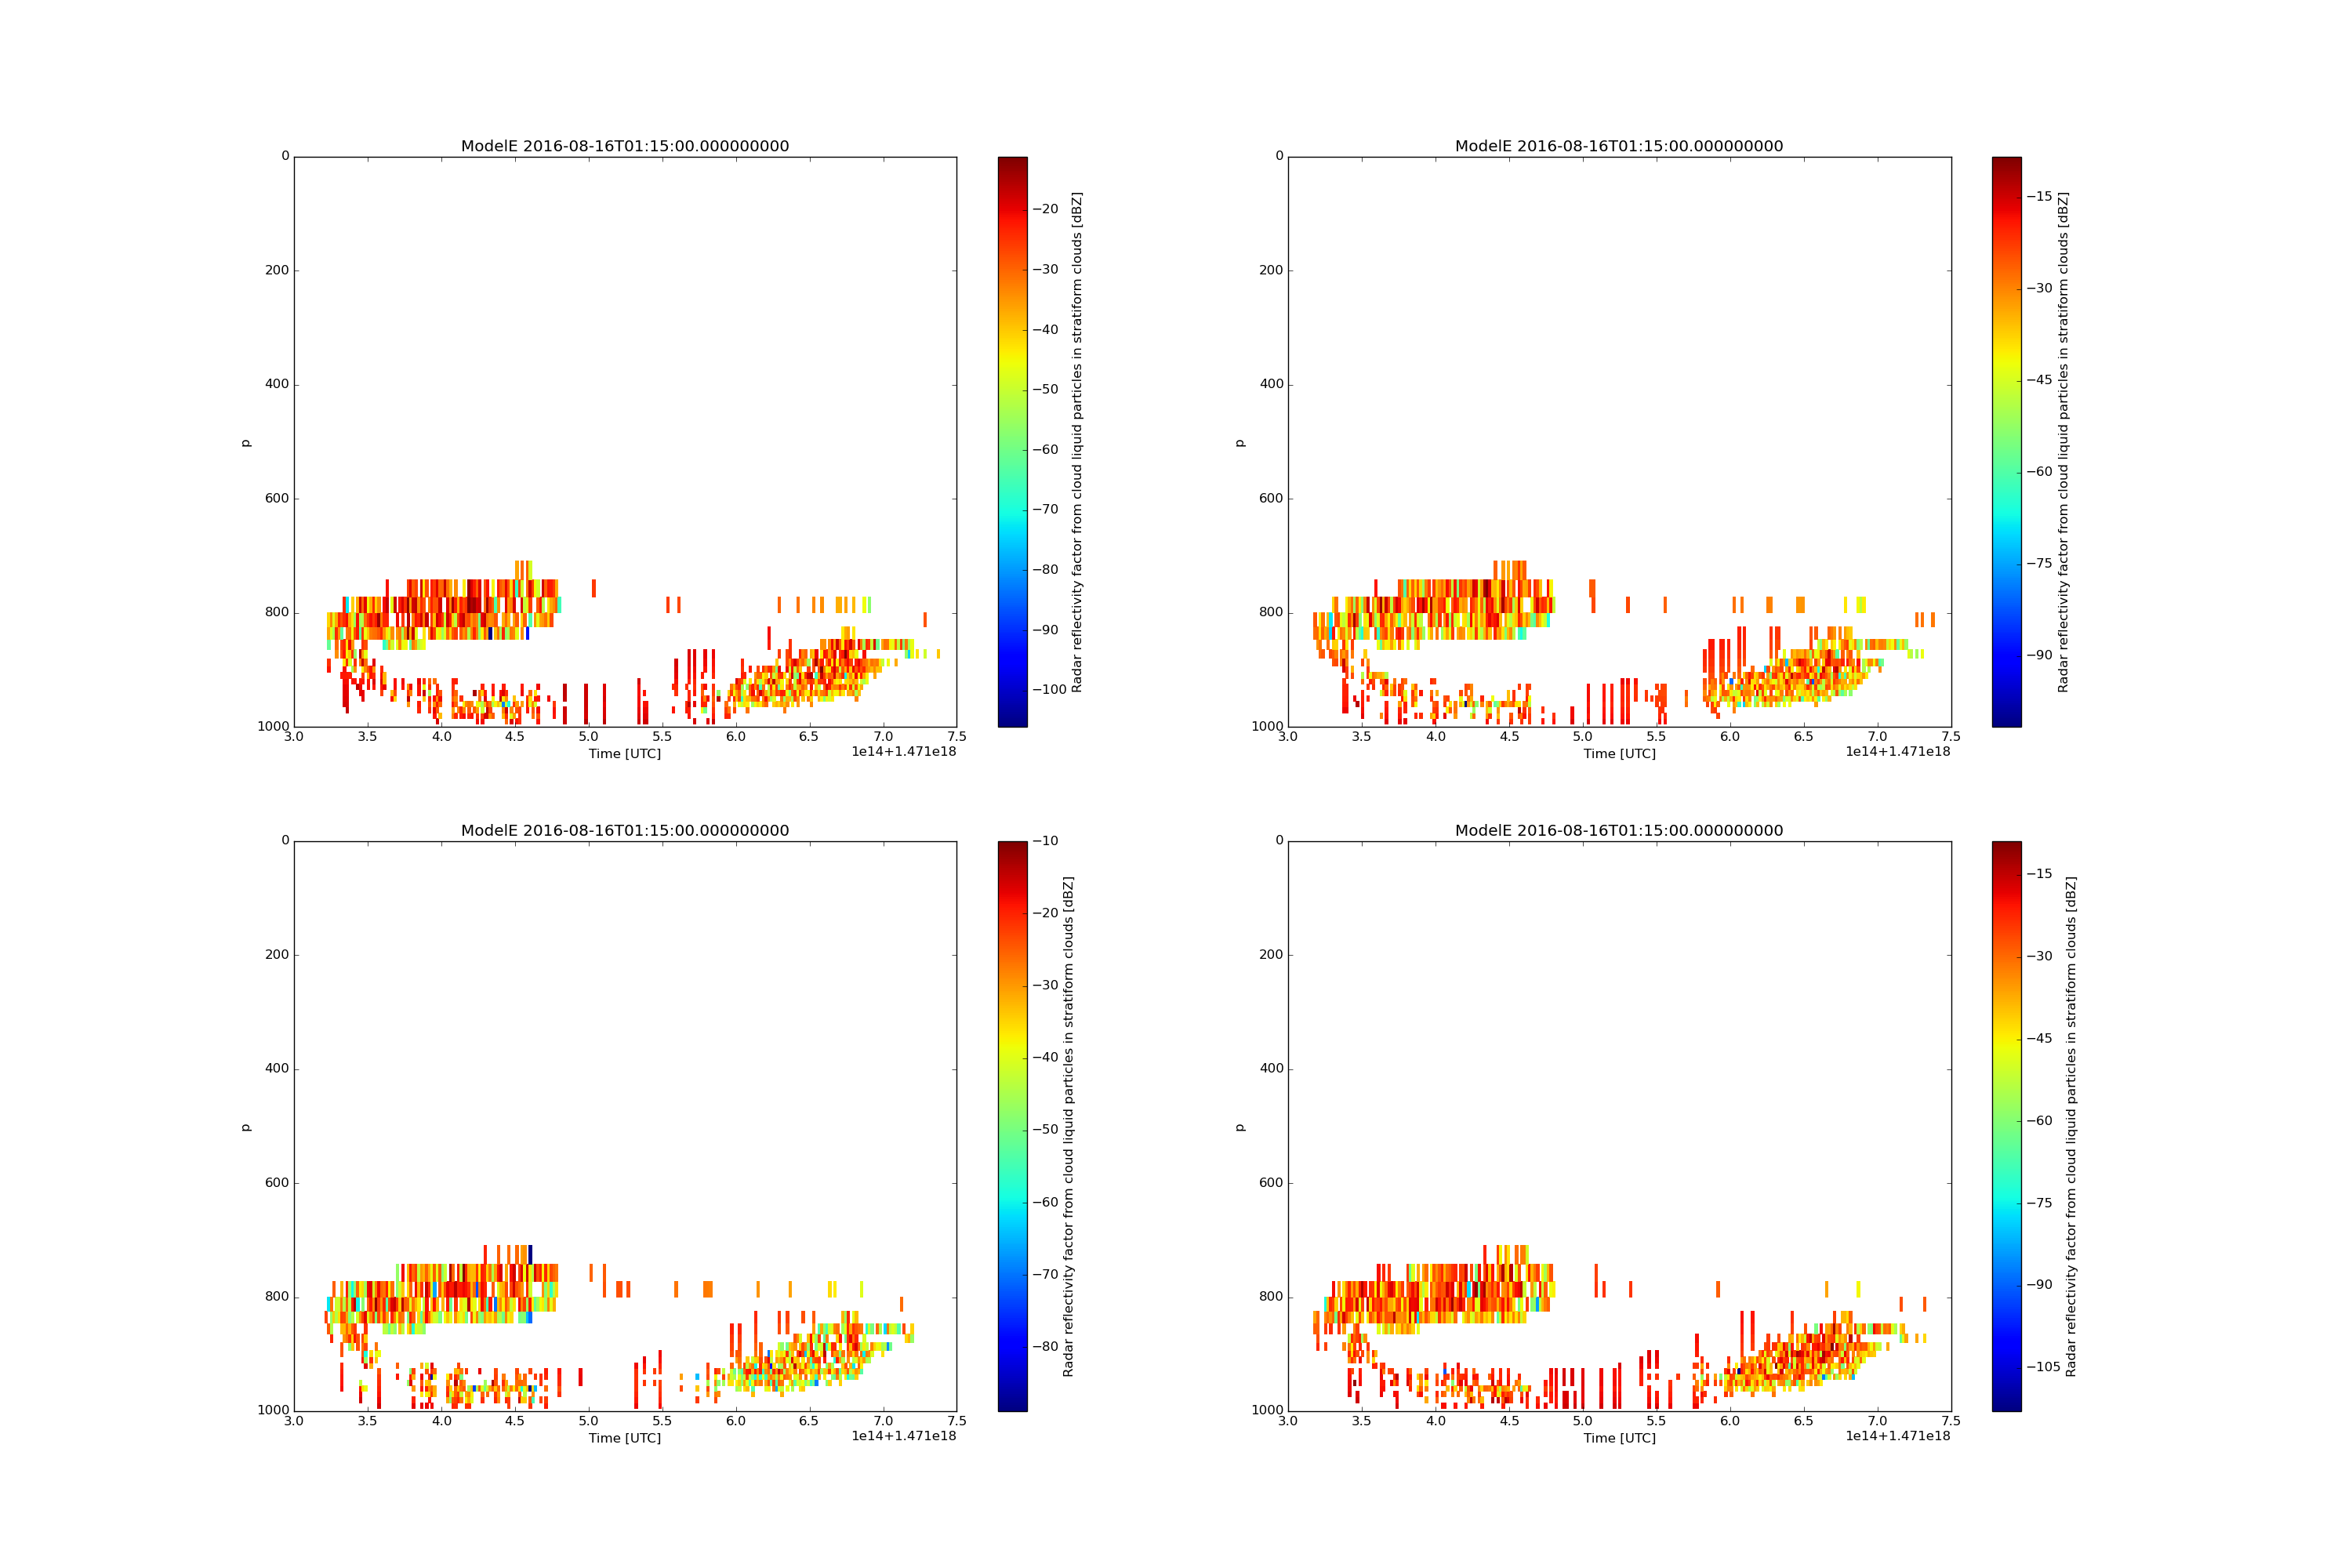 ModelE 2016-08-16T01:15:00.000000000
0
200
400
600
800
1000
p
3.0 3.5 4.0 4.5 5.0 5.5 6.0 6.5 7.0 7.5
Time [UTC]
1e14+1.471e18
−20
−30
−40
−50
−60
−70
−80
−90
−100
Radar reflectivity factor from cloud liquid particles in stratiform clouds [dBZ]
ModelE 2016-08-16T01:15:00.000000000
0
200
400
600
800
1000
p
3.0 3.5 4.0 4.5 5.0 5.5 6.0 6.5 7.0 7.5
Time [UTC]
1e14+1.471e18
−15
−30
−45
−60
−75
−90
Radar reflectivity factor from cloud liquid particles in stratiform clouds [dBZ]
ModelE 2016-08-16T01:15:00.000000000
0
200
400
600
800
1000
p
3.0 3.5 4.0 4.5 5.0 5.5 6.0 6.5 7.0 7.5
Time [UTC]
1e14+1.471e18
−10
−20
−30
−40
−50
−60
−70
−80
Radar reflectivity factor from cloud liquid particles in stratiform clouds [dBZ]
ModelE 2016-08-16T01:15:00.000000000
0
200
400
600
800
1000
p
3.0 3.5 4.0 4.5 5.0 5.5 6.0 6.5 7.0 7.5
Time [UTC]
1e14+1.471e18
−15
−30
−45
−60
−75
−90
−105
Radar reflectivity factor from cloud liquid particles in stratiform clouds [dBZ]